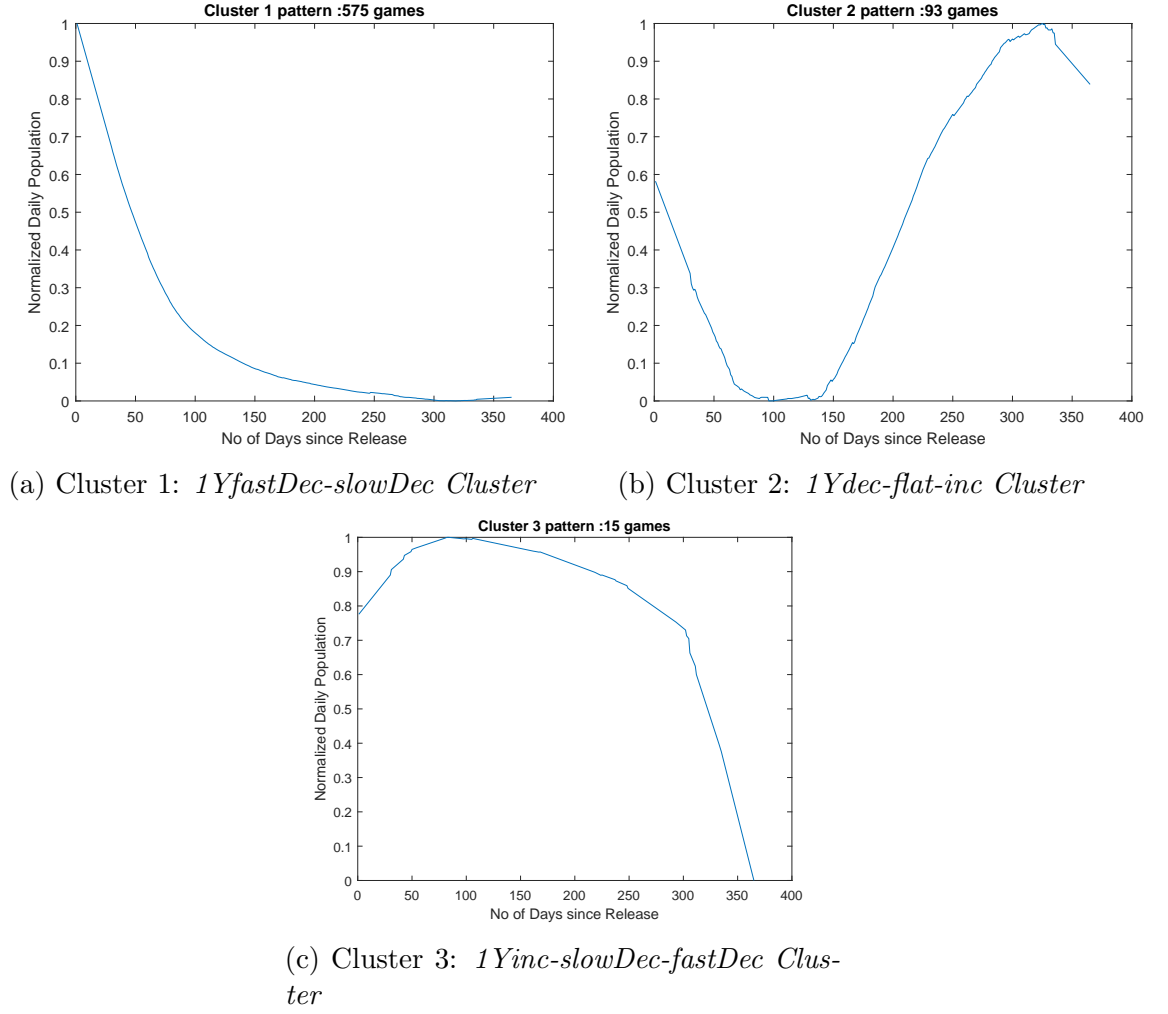 Cluster 1 pattern :575 games
1
0.9
0.8
0.7
0.6
0.5
0.4
0.3
0.2
0.1
0
Normalized Daily Population
0 50 100 150 200 250 300 350 400
No of Days since Release
(a) Cluster 1: 1YfastDec-slowDec Cluster
Cluster 2 pattern :93 games
1
0.9
0.8
0.7
0.6
0.5
0.4
0.3
0.2
0.1
0
Normalized Daily Population
0 50 100 150 200 250 300 350 400
No of Days since Release
(b) Cluster 2: 1Ydec-flat-inc Cluster
Cluster 3 pattern :15 games
1
0.9
0.8
0.7
0.6
0.5
0.4
0.3
0.2
0.1
0
Normalized Daily Population
0 50 100 150 200 250 300 350 400
No of Days since Release
(c) Cluster 3: 1Yinc-slowDec-fastDec Clus-
ter